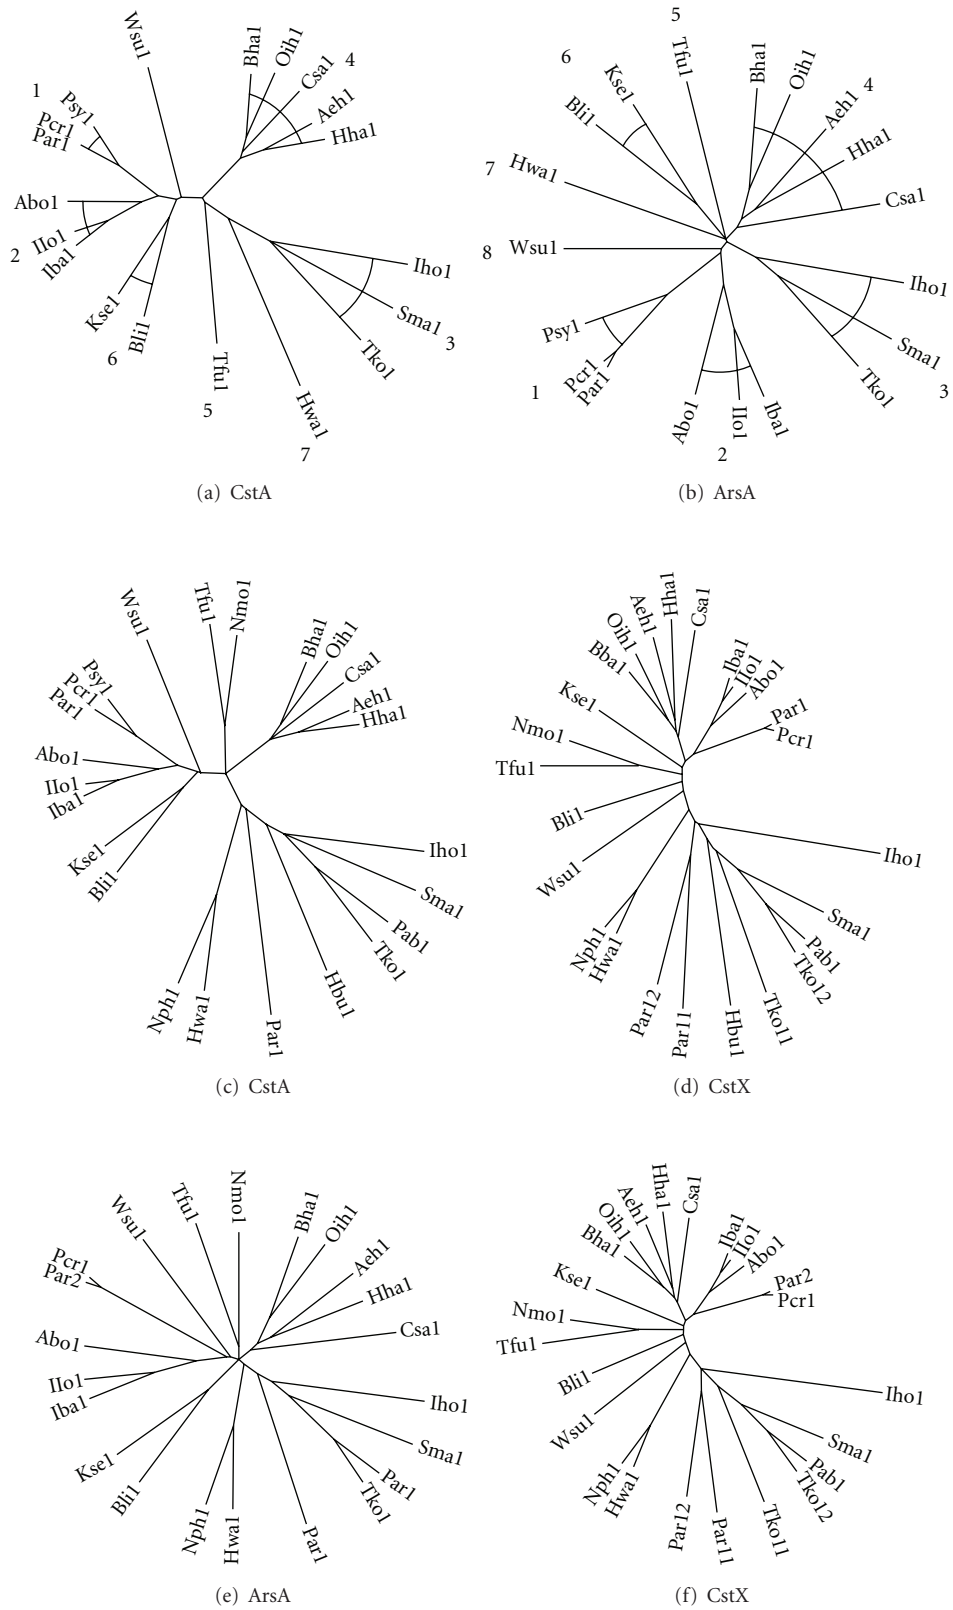 Wsu1
Bha1
Oih1
Csa1
4
Aeh1
Hha1
1
Psy1
Pcr1
Par1
Abo1
2
IIo1
Iba1
Kse1
6
Bli1
Tfu1
5
Hwa1
7
Iho1
Sma1
3
Tko1
(a) CstA
5
Tfu1
6
Kse1
Bli1
7
Hwa1
8
Wsu1
Bha1
Oih1
Aeh1
4
Hha1
Csa1
Psy1
Pcr1
Par1
1
Abo1
IIo1
Iba1
2
Iho1
Sma1
Tko1
3
(b) ArsA
Wsu1
Tfu1
Nmo1
Bha1
Oih1
Csa1
Aeh1
Hha1
Psy1
Pcr1
Par1
Abo1
IIo1
Iba1
Kse1
Bli1
Nph1
Hwa1
Par1
Hbu1
Tko1
Pab1
Sma1
Iho1
(c) CstA
Hha1
Csa1
Aeh1
Oih1
Bba1
Kse1
Nmo1
Tfu1
Bli1
Wsu1
Nph1
Hwa1
Iba1
IIo1
Abo1
Par1
Pcr1
Iho1
Sma1
Pab1
Tko12
Tko11
Hbu1
Par11
Par12
(d) CstX
Wsu1
Tfu1
Nmo1
Bha1
Oih1
Aeh1
Hha1
Csa1
Pcr1
Par2
Abo1
IIo1
Iba1
Kse1
Bli1
Nph1
Hwa1
Par1
Iho1
Sma1
Par1
Tko1
(e) ArsA
Hha1
Csa1
Aeh1
Oih1
Bha1
Kse1
Nmo1
Tfu1
Bli1
Wsu1
Nph1
Hwa1
Iba1
IIo1
Abo1
Par2
Pcr1
Iho1
Sma1
Pab1
Tko12
Tko11
Par11
Par12
(f) CstX